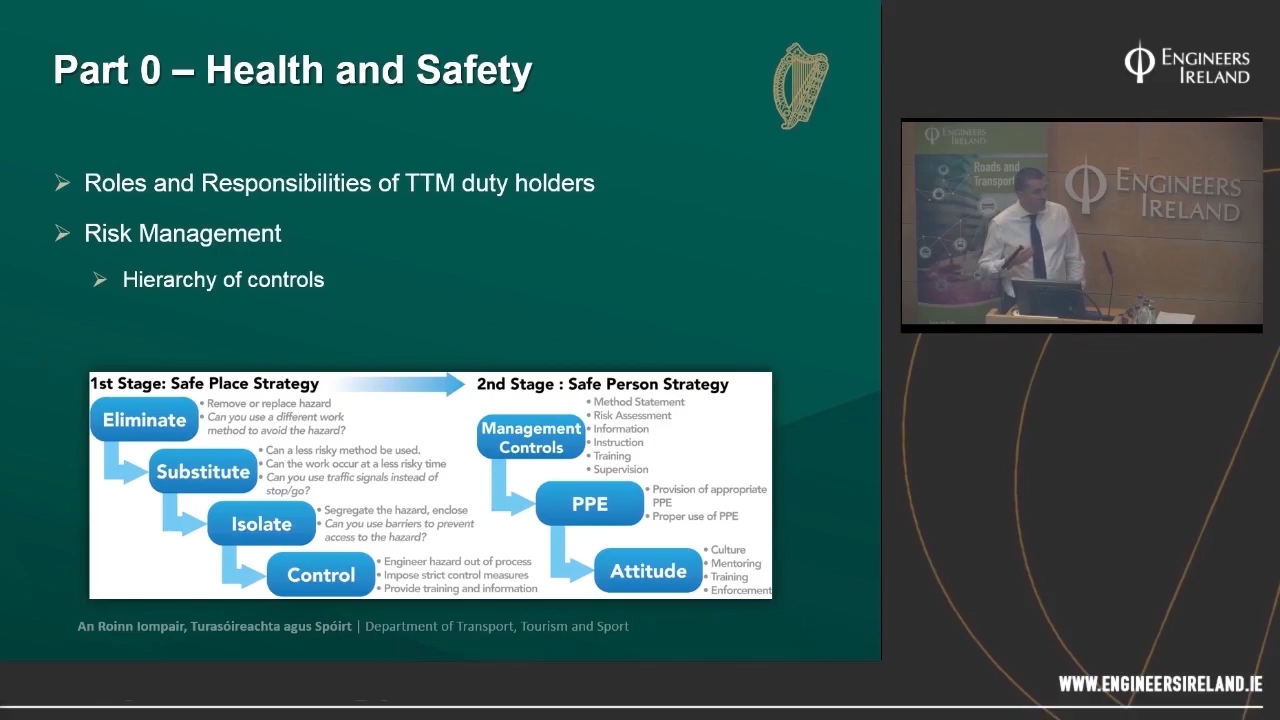 Part 0 – Health and Safety
➢ Roles and Responsibilities of TTM duty holders
➢ Risk Management
➢ Hierarchy of controls
1st Stage: Safe Place Strategy
Eliminate
• Remove or replace hazard
• Can you use a different work
method to avoid the hazard?
Substitute
• Can a less risky method be used.
• Can the work occur at a less risky time
• Can you use traffic signals instead of
stop/go?
Isolate
• Segregate the hazard, enclose
• Can you use barriers to prevent
access to the hazard?
Control
• Engineer hazard out of process
• Impose strict control measures
• Provide training and information
2nd Stage : Safe Person Strategy
Management
Controls
• Method Statement
• Risk Assessment
• Information
• Instruction
• Training
• Supervision
PPE
• Provision of appropriate
PPE
• Proper use of PPE
Attitude
• Culture
• Mentoring
• Training
• Enforcement
An Roinn Iompair, Turasóireachta agus Spóirt | Department of Transport, Tourism and Sport
ENGINEERS
IRELAND
ENGINEERS
IRELAND
Roads and
Transport
ENGINEERS
IRELAND
WWW.ENGINEERSIRELAND.IE